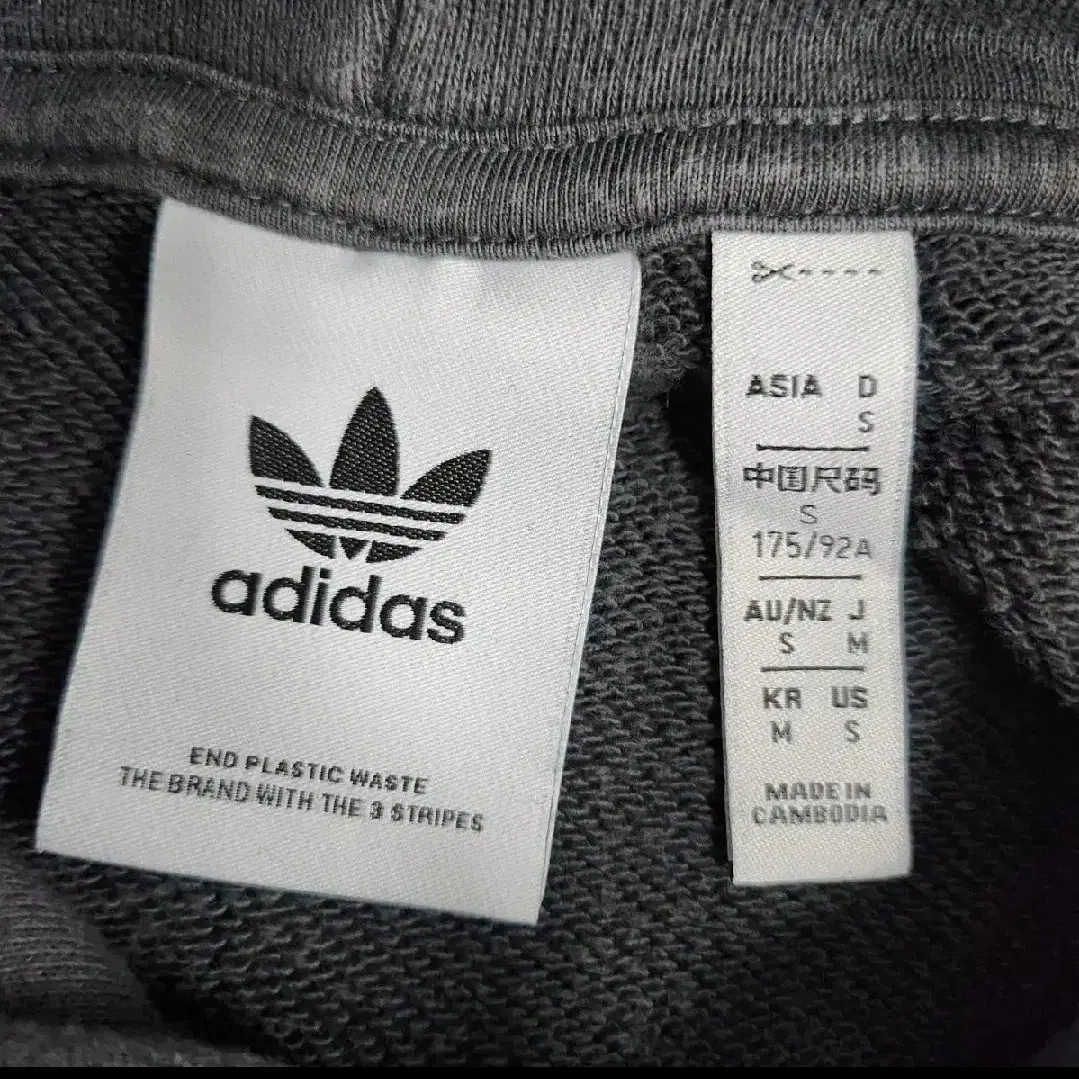 adidas
END PLASTIC WASTE
THE BRAND WITH THE 3 STRIPES
ASIA D
S
中国尺码
S
175/92A
AU/NZ J
S M
KR US
M S
MADE IN
CAMBODIA